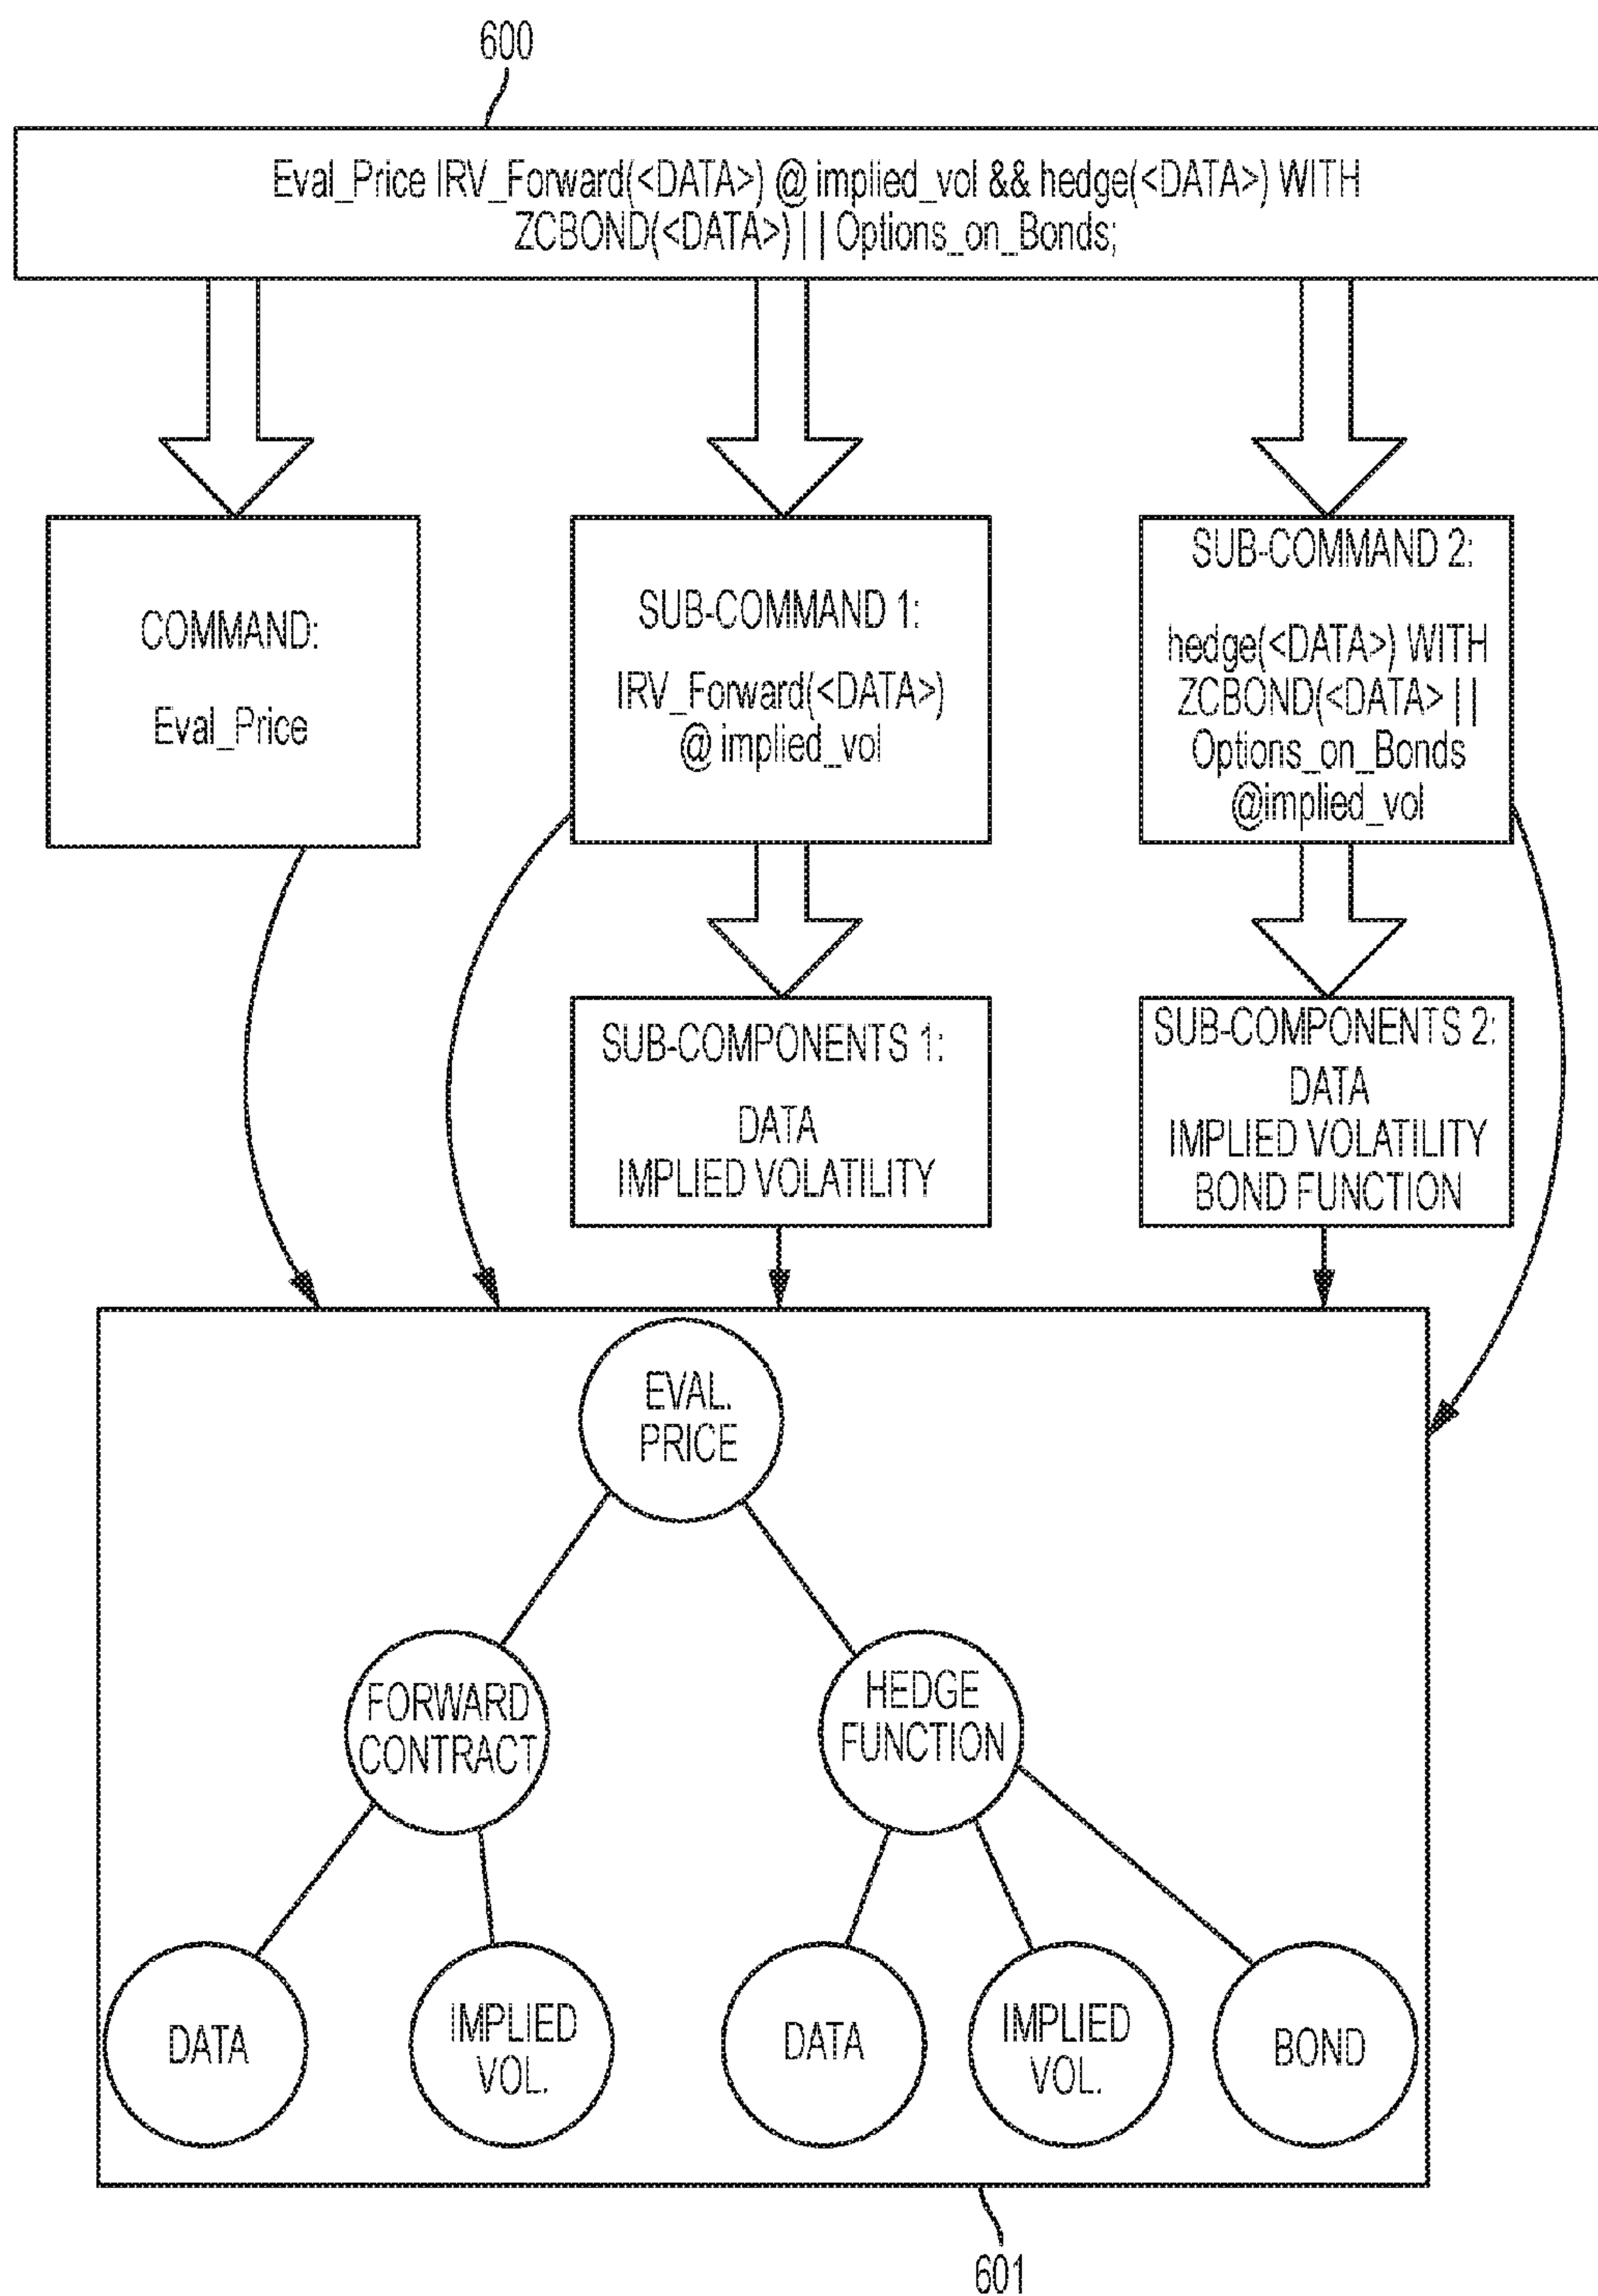 600
Eval_Price IRV_Forward(<DATA>) @ implied_vol && hedge(<DATA>) WITH
ZCBOND(<DATA>) || Options_on_Bonds;
COMMAND:
Eval_Price
SUB-COMMAND 1:
IRV_Forward(<DATA>)
@ implied_vol
SUB-COMMAND 2:
hedge(<DATA>) WITH
ZCBOND(<DATA> ||
Options_on_Bonds
@implied_vol
SUB-COMPONENTS 1:
DATA
IMPLIED VOLATILITY
SUB-COMPONENTS 2:
DATA
IMPLIED VOLATILITY
BOND FUNCTION
EVAL.
PRICE
FORWARD
CONTRACT
HEDGE
FUNCTION
DATA
IMPLIED
VOL.
DATA
IMPLIED
VOL.
BOND
601